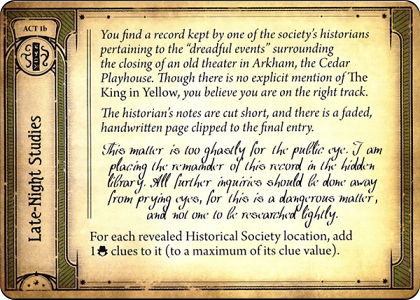 ACT 1b
Late-Night Studies
You find a record kept by one of the society's historians
pertaining to the "dreadful events" surrounding
the closing of an old theater in Arkham, the Cedar
Playhouse. Though there is no explicit mention of The
King in Yellow, you believe you are on the right track.
The historian's notes are cut short, and there is a faded,
handwritten page clipped to the final entry.
This matter is too ghastly for the public eye. I am
placing the remainder of this record in the hidden
library. All further inquiries should be done away
from prying eyes, for this is a dangerous matter,
and not one to be researched lightly.
For each revealed Historical Society location, add
1 clues to it (to a maximum of its clue value).